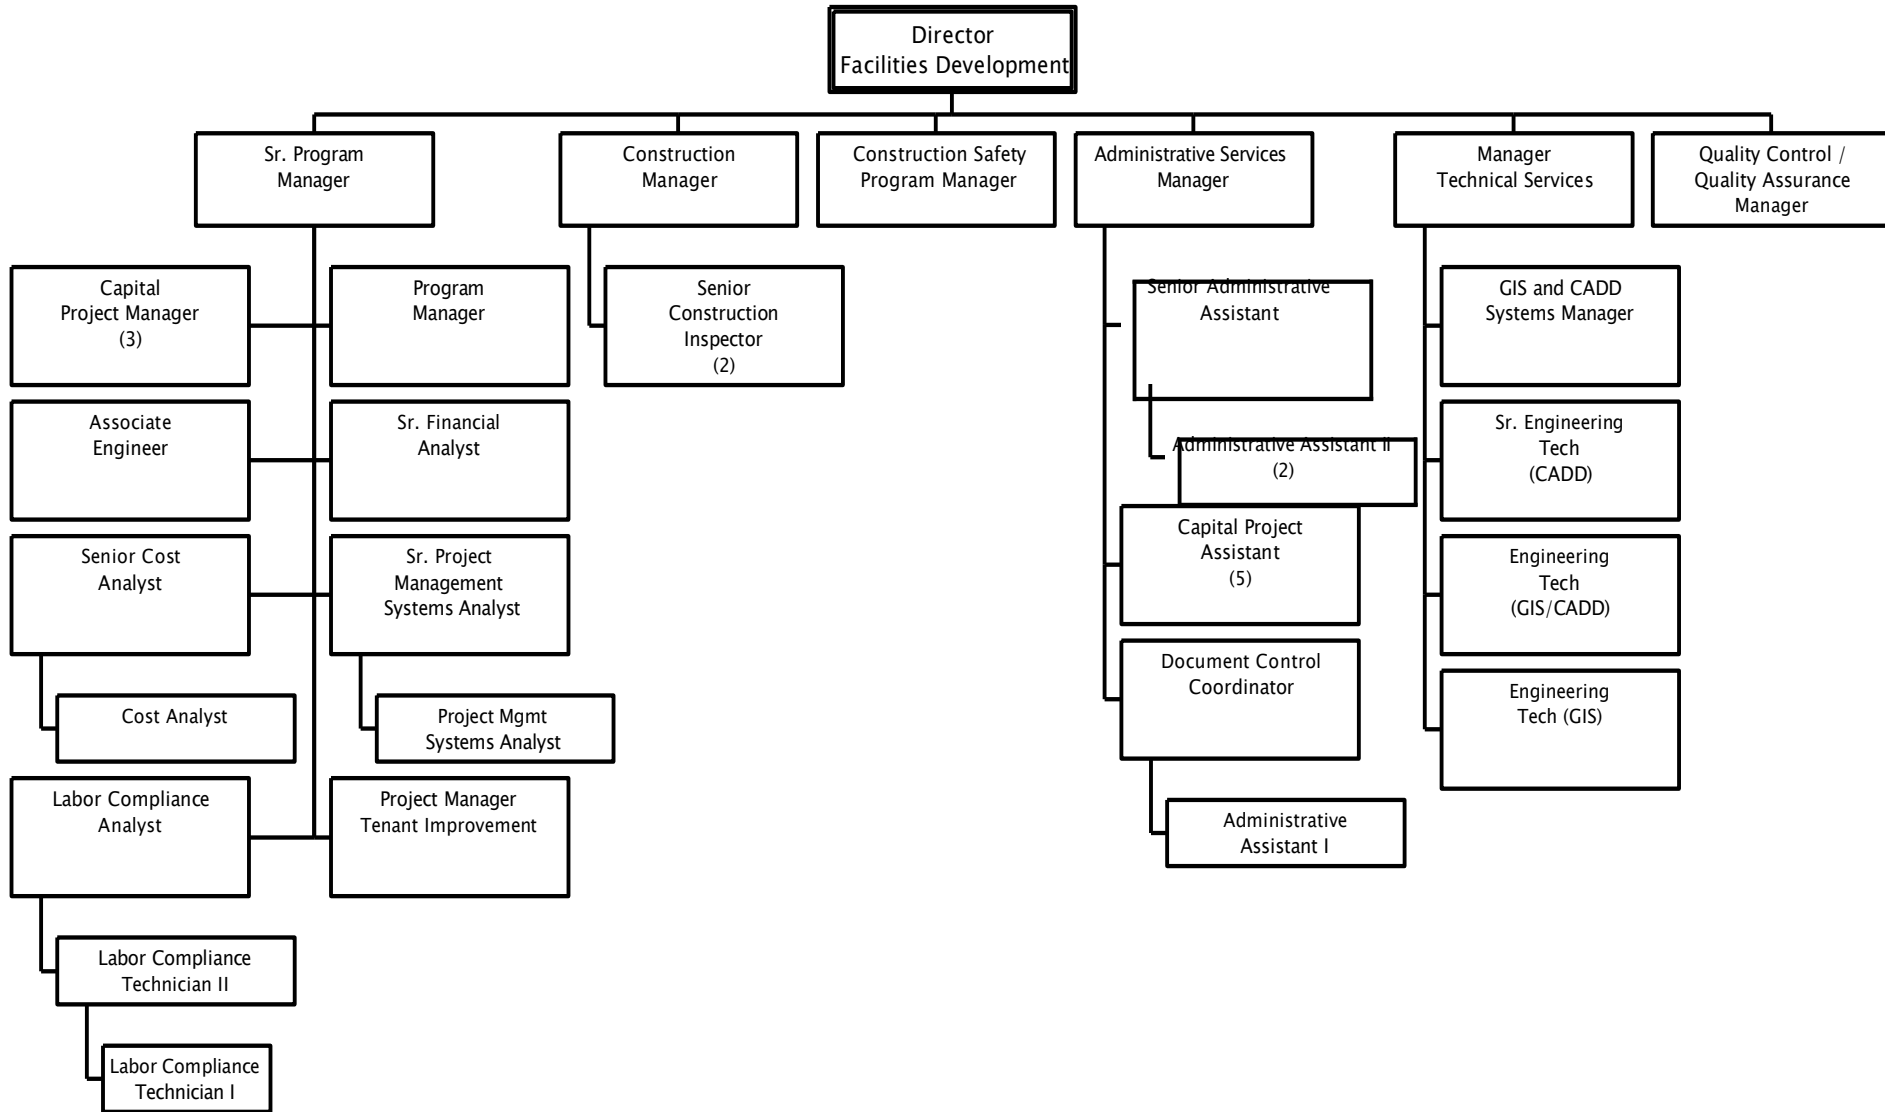 Director
Facilities Development
Sr. Program
Manager
Construction
Manager
Construction Safety
Program Manager
Administrative Services
Manager
Manager
Technical Services
Quality Control /
Quality Assurance
Manager
Capital
Project Manager
(3)
Program
Manager
Senior
Construction
Inspector
(2)
Senior Administrative
Assistant
GIS and CADD
Systems Manager
Associate
Engineer
Sr. Financial
Analyst
Administrative Assistant II
(2)
Sr. Engineering
Tech
(CADD)
Senior Cost
Analyst
Sr. Project
Management
Systems Analyst
Capital Project
Assistant
(5)
Engineering
Tech
(GIS/CADD)
Cost Analyst
Project Mgmt
Systems Analyst
Document Control
Coordinator
Engineering
Tech (GIS)
Labor Compliance
Analyst
Project Manager
Tenant Improvement
Administrative
Assistant I
Labor Compliance
Technician II
Labor Compliance
Technician I